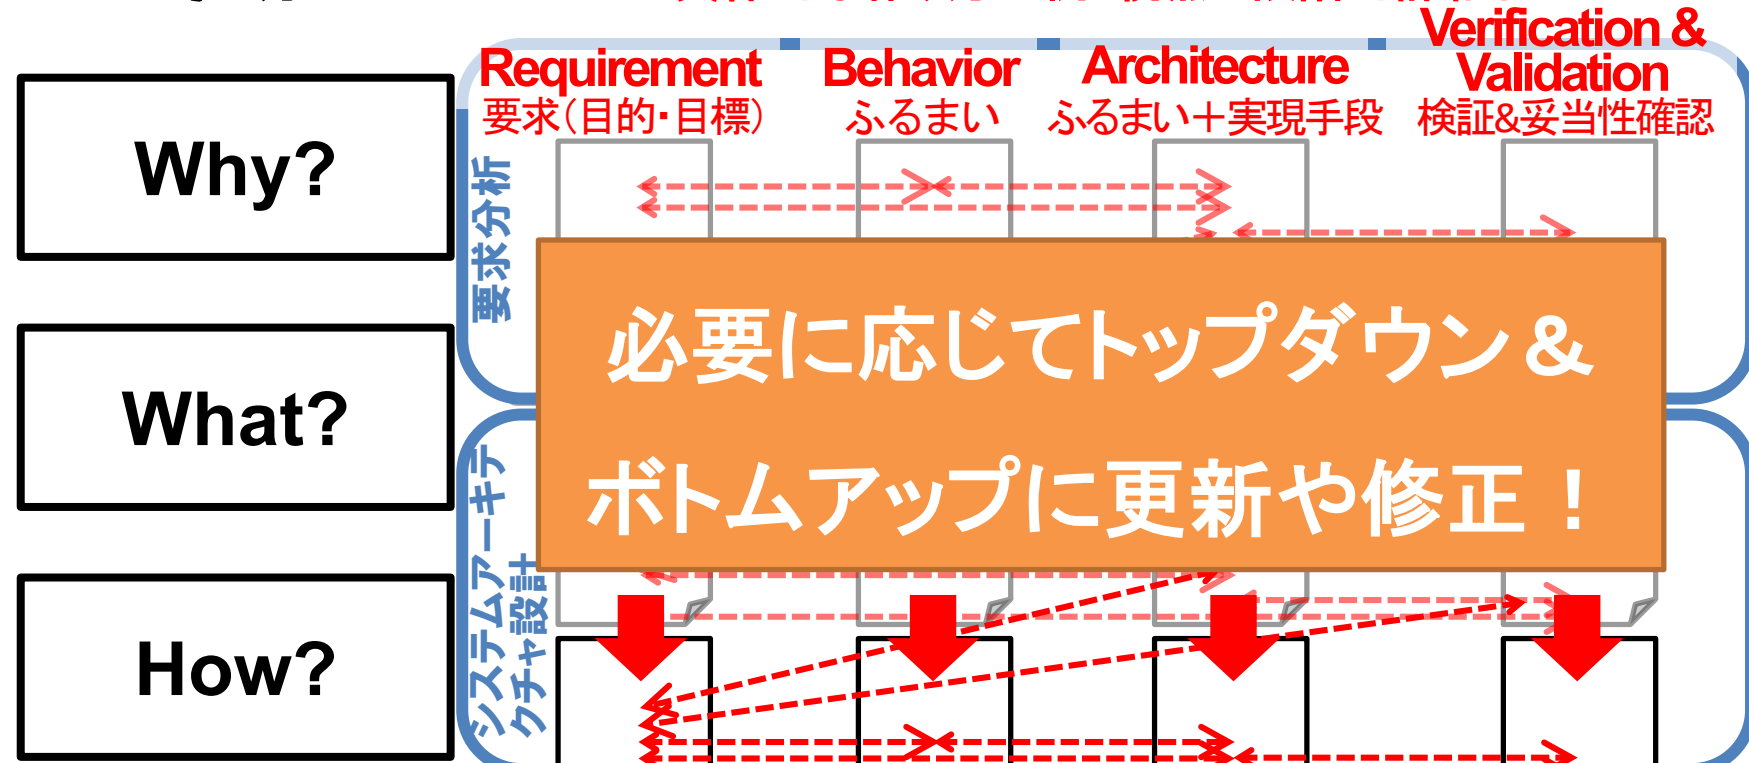 Requirement
要求(目的・目標)
Behavior
ふるまい
Architecture
ふるまい+実現手段
Verification &
Validation
検証&妥当性確認
Why?
What?
How?
要求分析
システムアーキテ
クチャ設計
必要に応じてトップダウン&
ボトムアップに更新や修正!